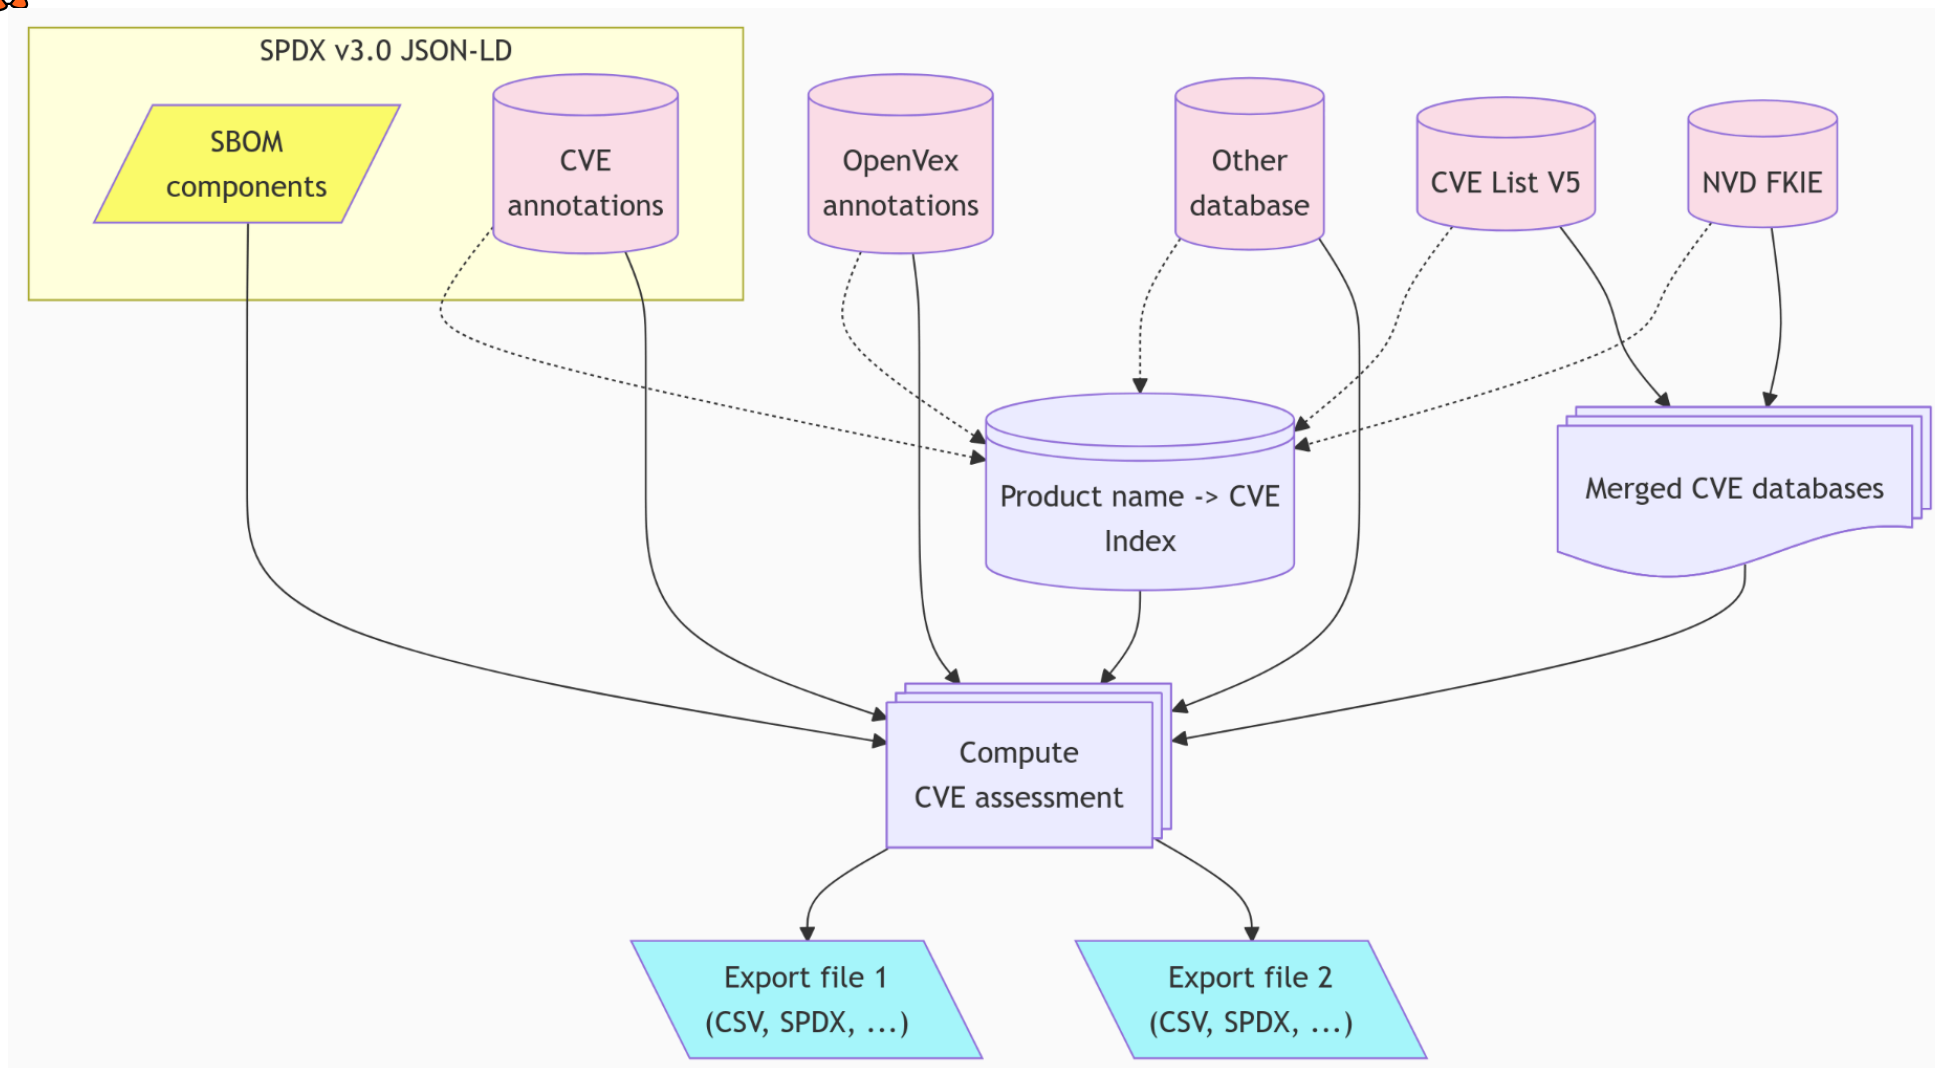 SPDX v3.0 JSON-LD
SBOM
components
CVE
annotations
OpenVex
annotations
Other
database
CVE List V5
NVD FKIE
Product name -> CVE
Index
Merged CVE databases
Compute
CVE assessment
Export file 1
(CSV, SPDX, ...)
Export file 2
(CSV, SPDX, ...)